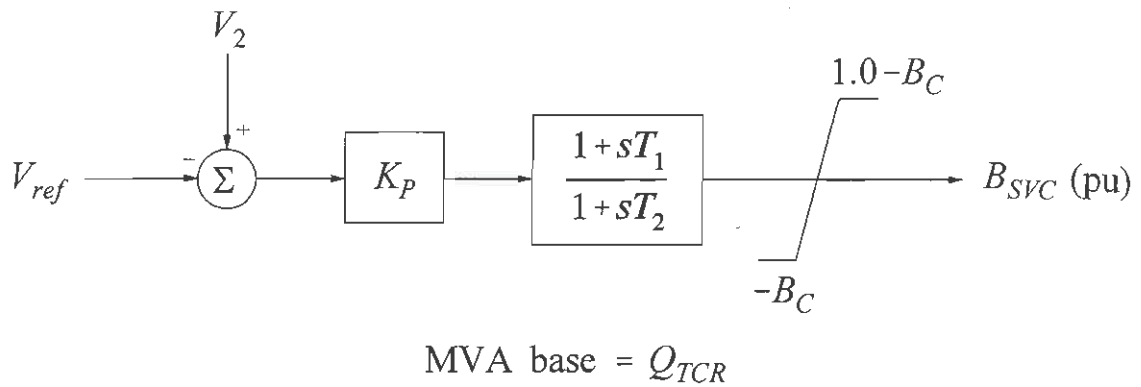 V_2
1.0 -B_C
+
-
V_ref
Σ
K_P
1+sT_1
1+sT_2
B_SVC (pu)
-B_C
MVA base = Q_TCR